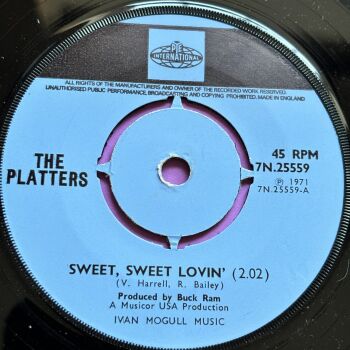 PYE
INTERNATIONAL
ALL RIGHTS OF THE MANUFACTURERS AND OWNER OF THE RECORDED WORK RESERVED.
UNAUTHORISED PUBLIC PERFORMANCE, BROADCASTING AND COPYING PROHIBITED. MADE IN ENGLAND
THE
PLATTERS
45 RPM
7N.25559
Ⓟ 1971
7N.25559-A
SWEET, SWEET LOVIN' (2.02)
(V. Harrell, R. Bailey)
Produced by Buck Ram
A Musicor USA Production
IVAN MOGULL MUSIC